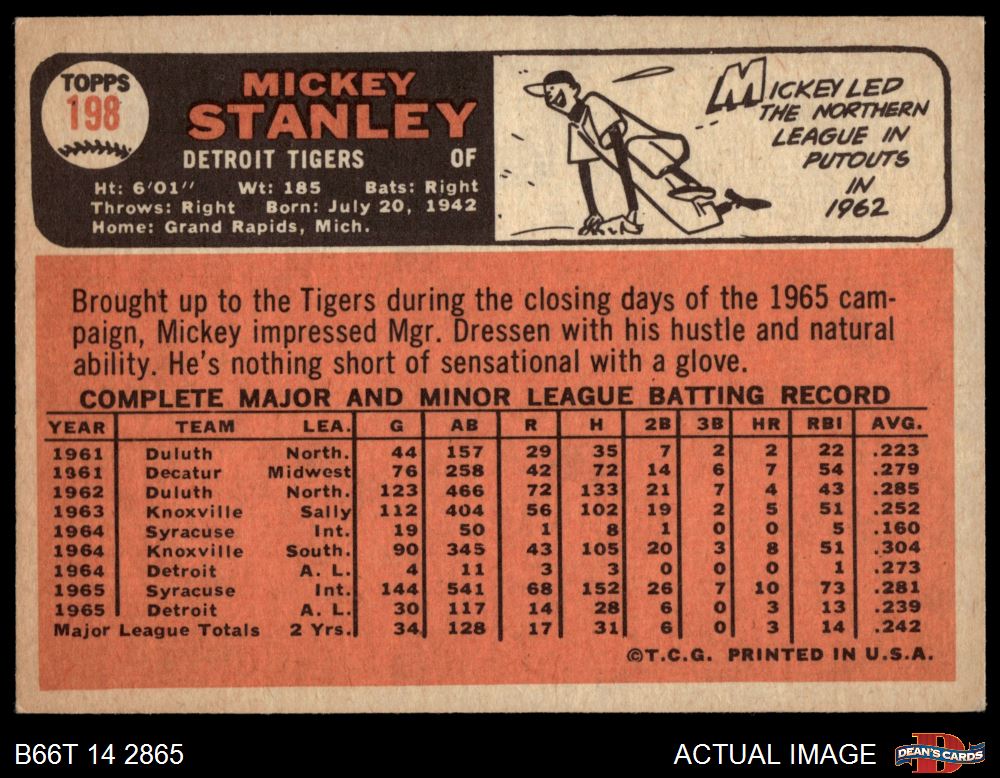 TOPPS
198
MICKEY
STANLEY
DETROIT TIGERS OF
Ht: 6'01" Wt: 185 Bats: Right
Throws: Right Born: July 20, 1942
Home: Grand Rapids, Mich.
MICKEY LED
THE NORTHERN
LEAGUE IN
PUTOUTS
IN
1962
Brought up to the Tigers during the closing days of the 1965 cam-
paign, Mickey impressed Mgr. Dressen with his hustle and natural
ability. He's nothing short of sensational with a glove.
COMPLETE MAJOR AND MINOR LEAGUE BATTING RECORD
YEAR TEAM LEA. G AB R H 2B 3B HR RBI AVG.
1961 Duluth North. 44 157 29 35 7 2 2 22 .223
1961 Decatur Midwest 76 258 42 72 14 6 7 54 .279
1962 Duluth North. 123 466 72 133 21 7 4 43 .285
1963 Knoxville Sally 112 404 56 102 19 2 5 51 .252
1964 Syracuse Int. 19 50 1 8 1 0 0 5 .160
1964 Knoxville South. 90 345 43 105 20 3 8 51 .304
1964 Detroit A. L. 4 11 3 3 0 0 0 1 .273
1965 Syracuse Int. 144 541 68 152 26 7 10 73 .281
1965 Detroit A. L. 30 117 14 28 6 0 3 13 .239
Major League Totals 2 Yrs. 34 128 17 31 6 0 3 14 .242
©T.C.G. PRINTED IN U.S.A.
B66T 14 2865 ACTUAL IMAGE DEAN'S CARDS